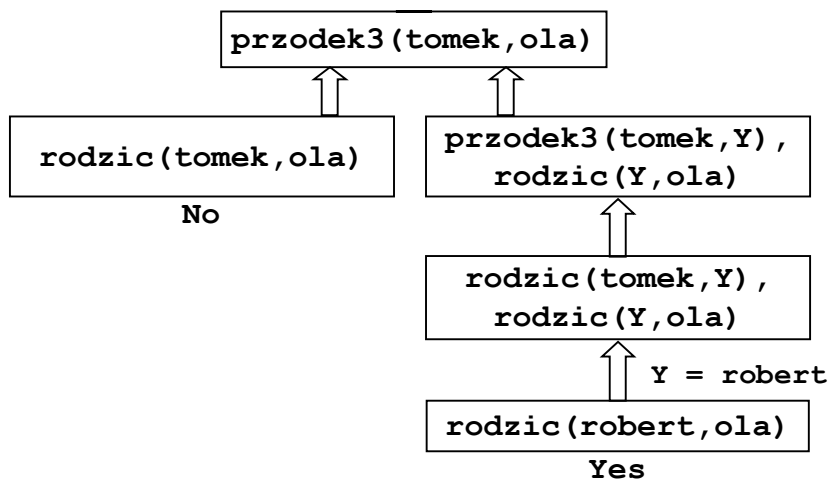 przodek3(tomek,ola)
rodzic(tomek,ola)
No
przodek3(tomek,Y),
rodzic(Y,ola)
rodzic(tomek,Y),
rodzic(Y,ola)
Y = robert
rodzic(robert,ola)
Yes